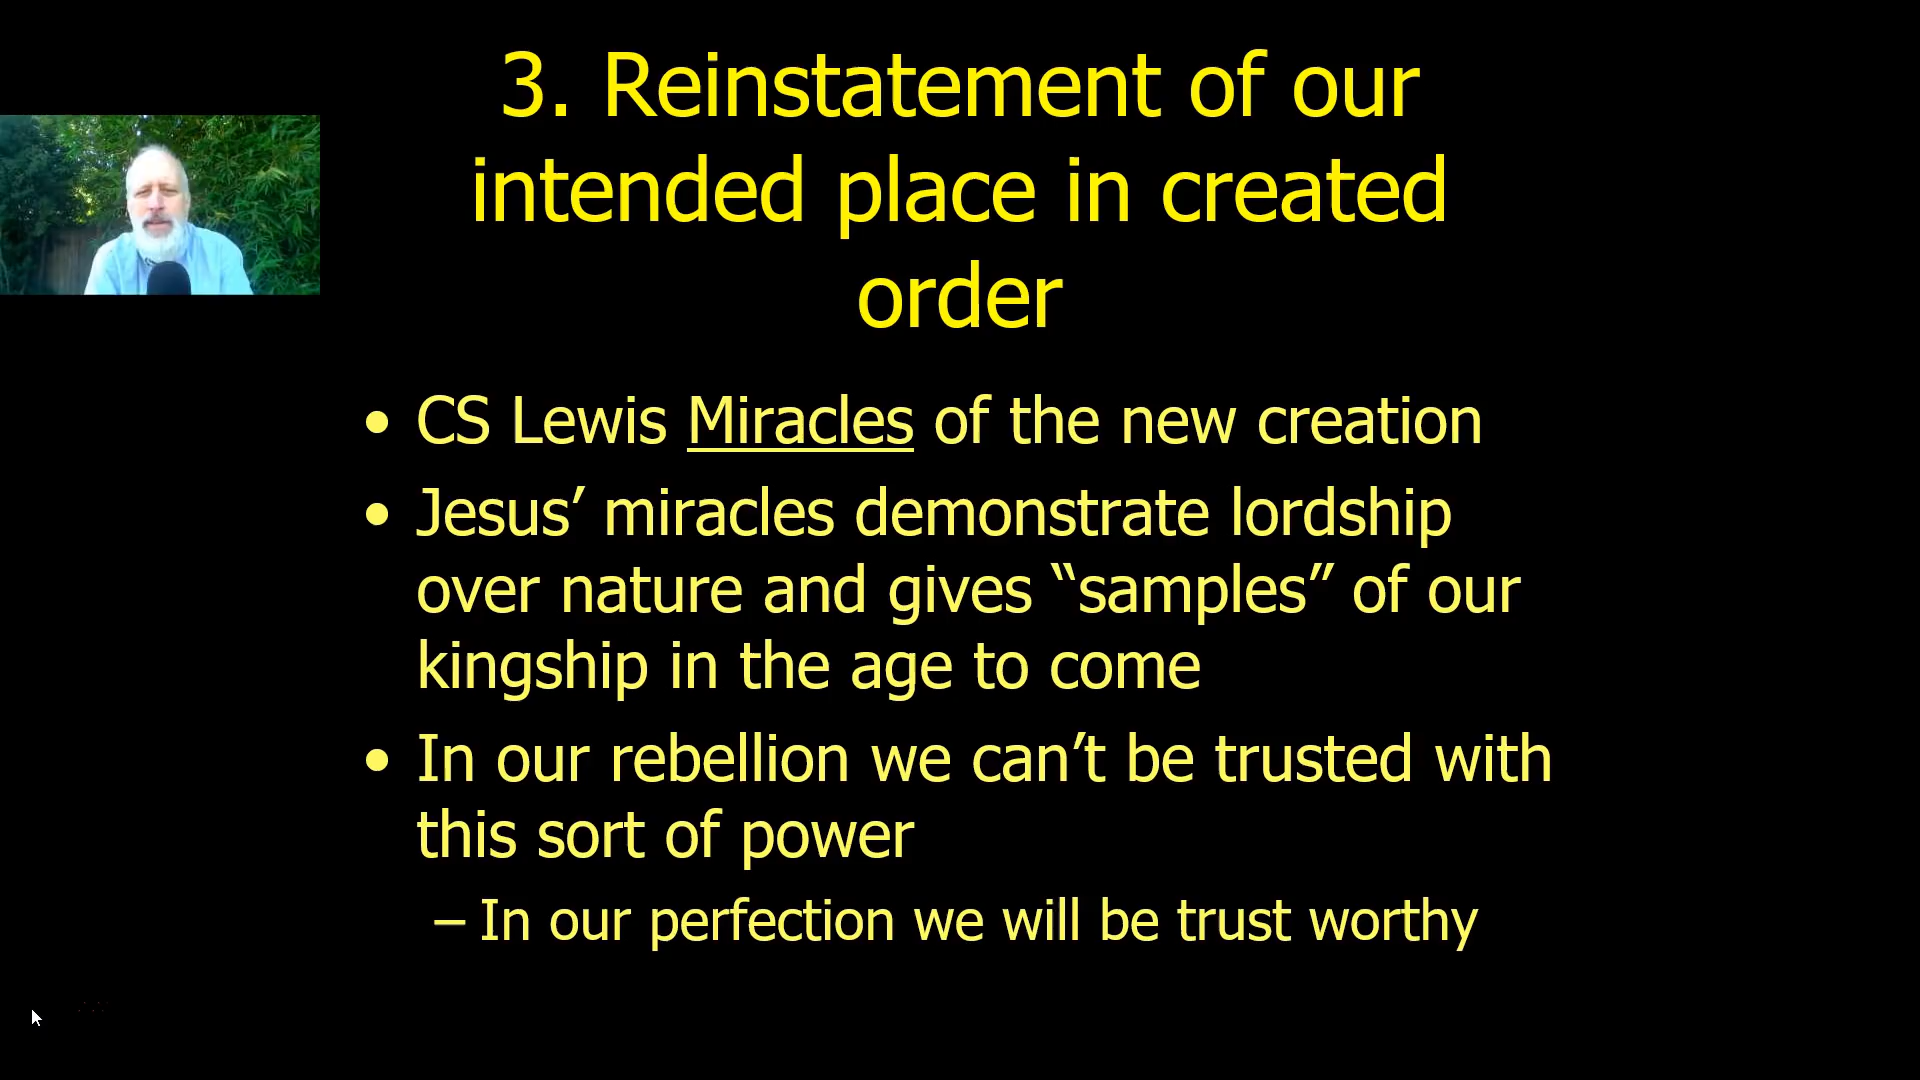 3. Reinstatement of our
intended place in created
order
• CS Lewis Miracles of the new creation
• Jesus’ miracles demonstrate lordship
over nature and gives “samples” of our
kingship in the age to come
• In our rebellion we can’t be trusted with
this sort of power
– In our perfection we will be trust worthy